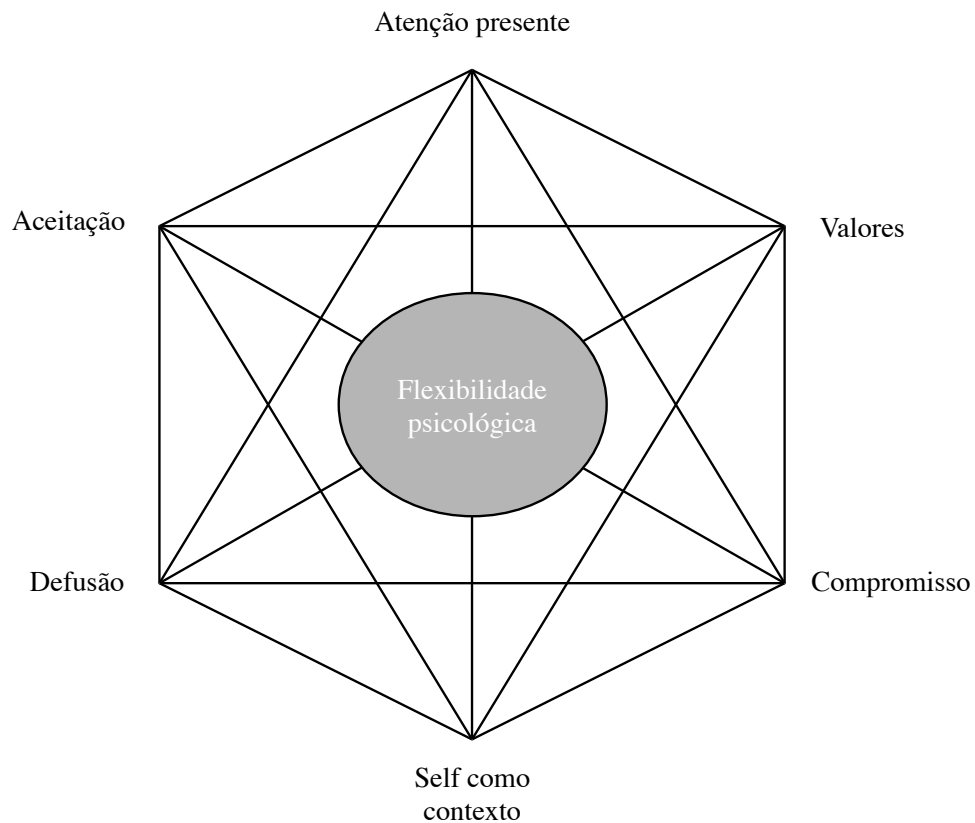 Atenção presente
Aceitação
Valores
Flexibilidade
psicológica
Defusão
Compromisso
Self como
contexto